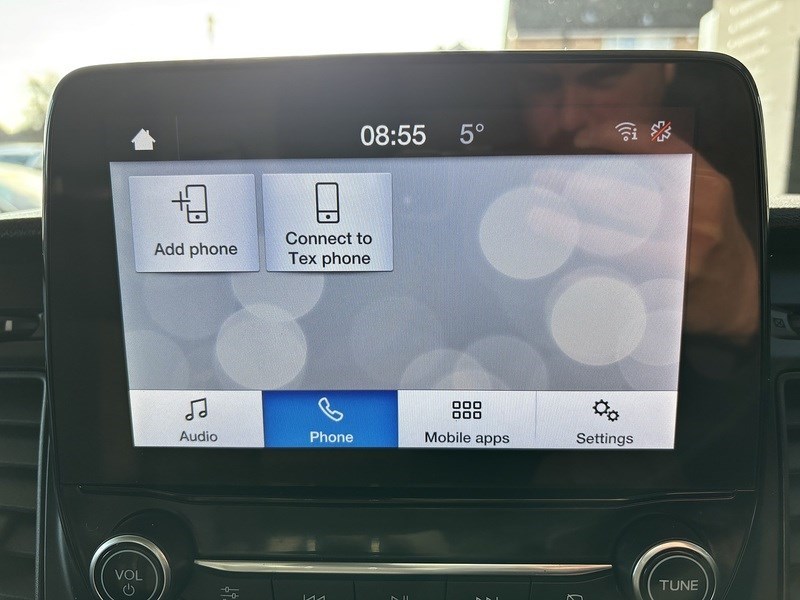 08:55 5°
Add phone
Connect to
Tex phone
Audio
Phone
Mobile apps
Settings
VOL
TUNE